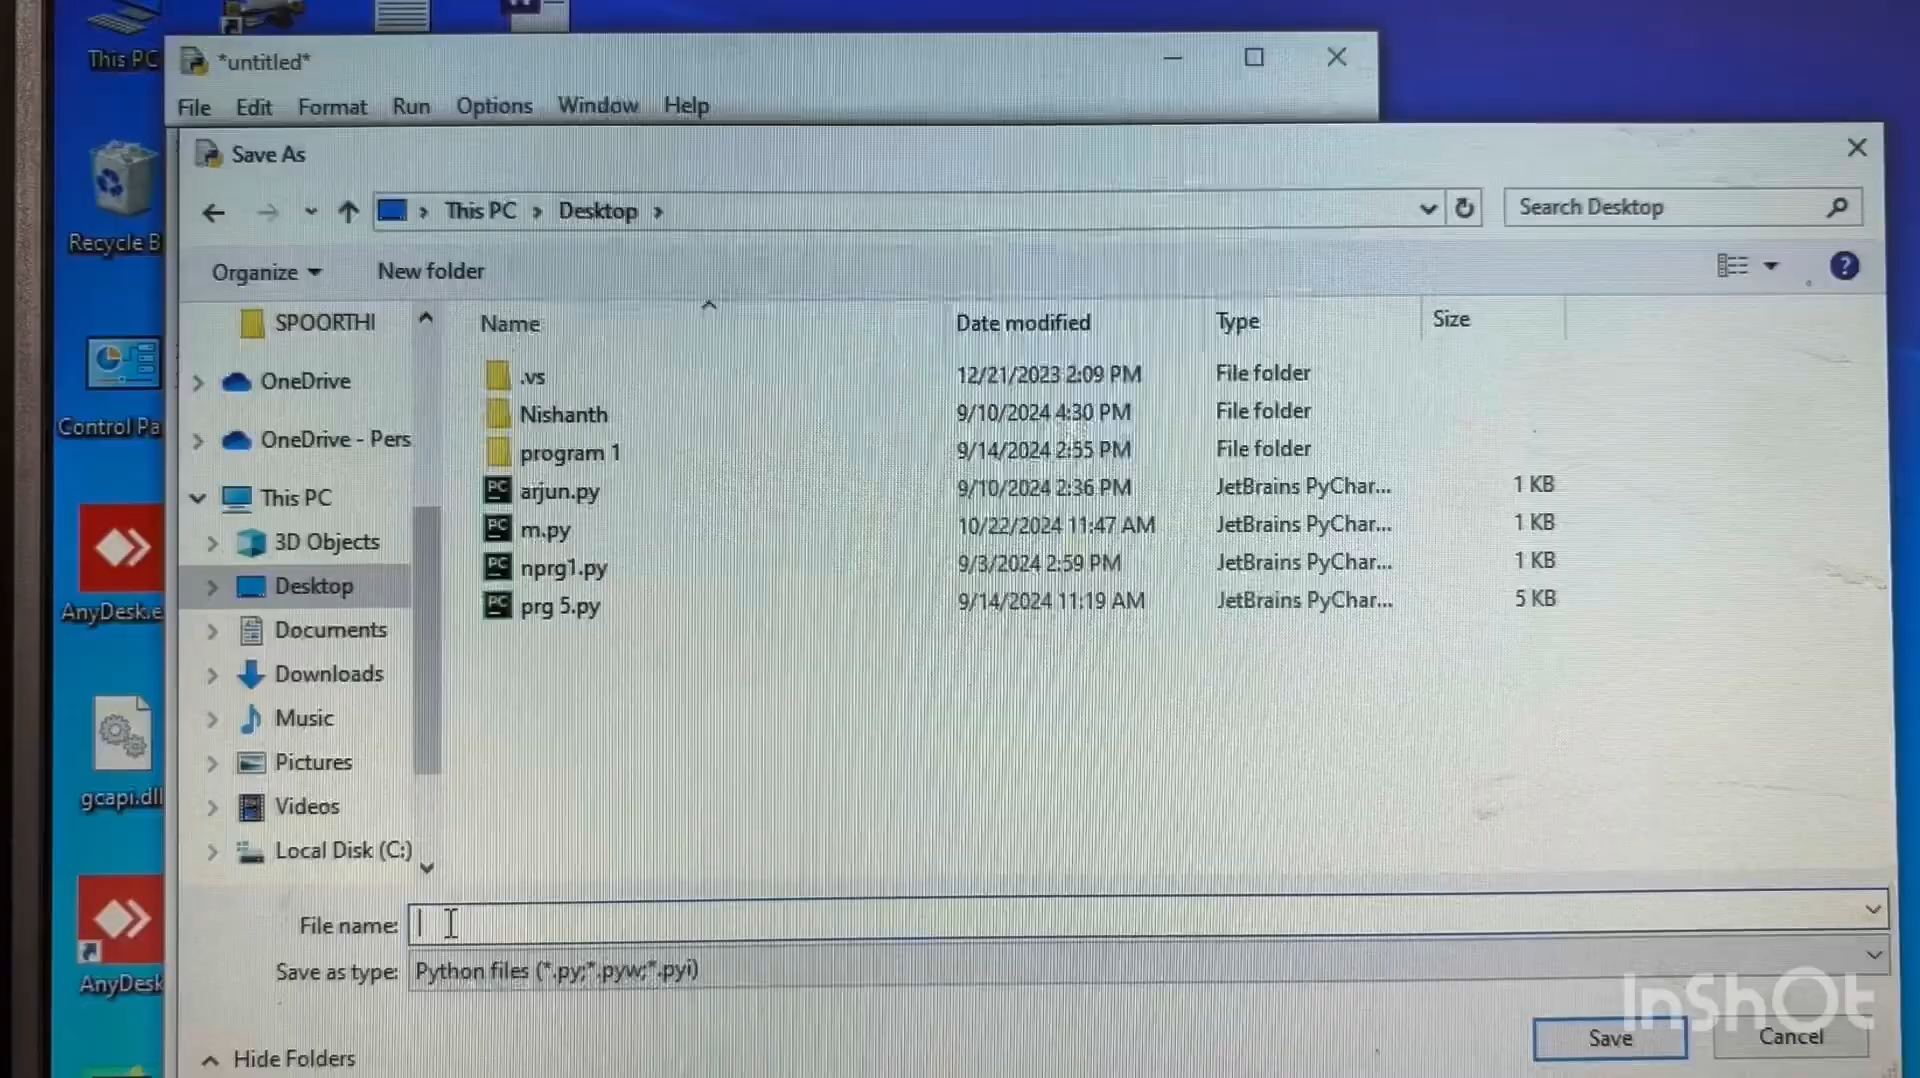 This PC
*untitled*
File Edit Format Run Options Window Help
Save As
This PC > Desktop >
Search Desktop
Recycle B
Organize
New folder
SPOORTHI
Name
Date modified
Type
Size
.vs 12/21/2023 2:09 PM File folder
Nishanth 9/10/2024 4:30 PM File folder
program 1 9/14/2024 2:55 PM File folder
arjun.py 9/10/2024 2:36 PM JetBrains PyChar... 1 KB
m.py 10/22/2024 11:47 AM JetBrains PyChar... 1 KB
nprg1.py 9/3/2024 2:59 PM JetBrains PyChar... 1 KB
prg 5.py 9/14/2024 11:19 AM JetBrains PyChar... 5 KB
OneDrive
OneDrive - Pers
This PC
3D Objects
Desktop
Documents
Downloads
Music
Pictures
Videos
Local Disk (C:)
Control Pa
AnyDesk.e
gcapi.dll
AnyDesk
File name:
Save as type: Python files (*.py;*.pyw;*.pyi)
Hide Folders
Save
Cancel
InShOt